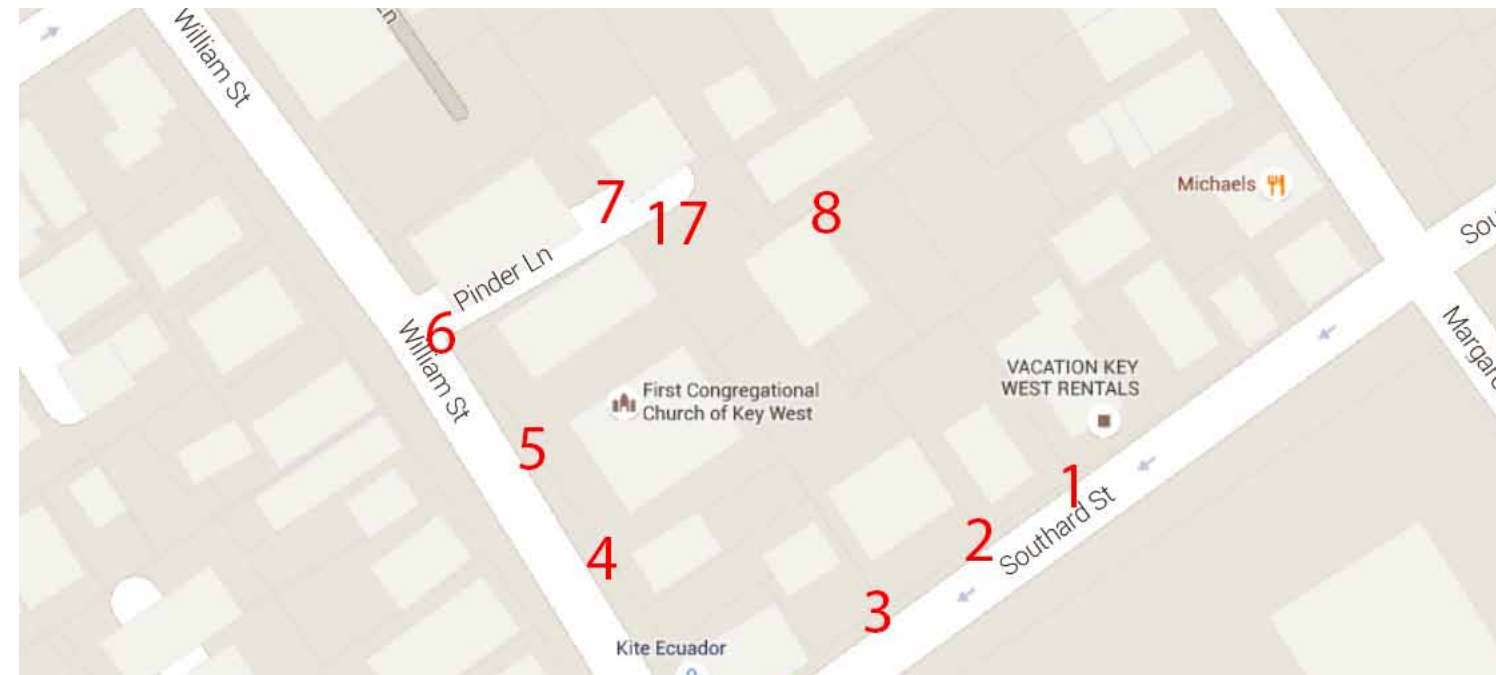 Ln
William St
Michaels
7
17
8
Sou
Pinder Ln
6
William St
Margar
VACATION KEY
WEST RENTALS
First Congregational
Church of Key West
5
1
Southard St
2
4
3
Kite Ecuador